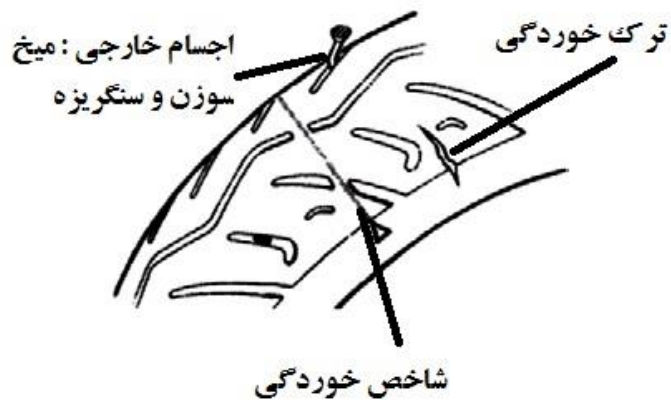 ترک خوردگی
اجسام خارجی : میخ
سوزن و سنگریزه
شاخص خوردگی